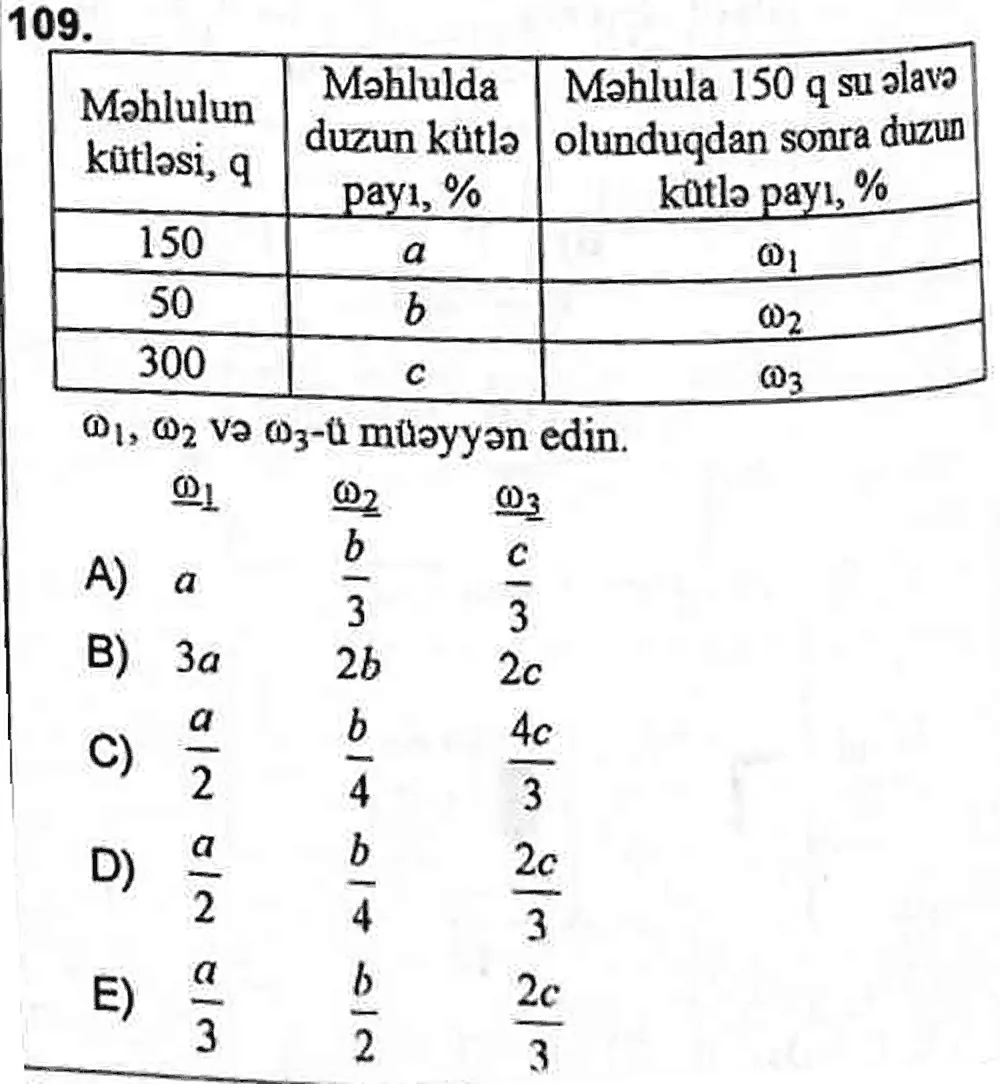 109.
Məhlulun kütləsi, q | Məhlulda duzun kütlə payı, % | Məhlula 150 q su əlavə olunduqdan sonra duzun kütlə payı, %
150 | a | ω₁
50 | b | ω₂
300 | c | ω₃
ω₁, ω₂ və ω₃-ü müəyyən edin.
ω₁ ω₂ ω₃
A) a b/3 c/3
B) 3a 2b 2c
C) a/2 b/4 4c/3
D) a/2 b/4 2c/3
E) a/3 b/2 2c/3